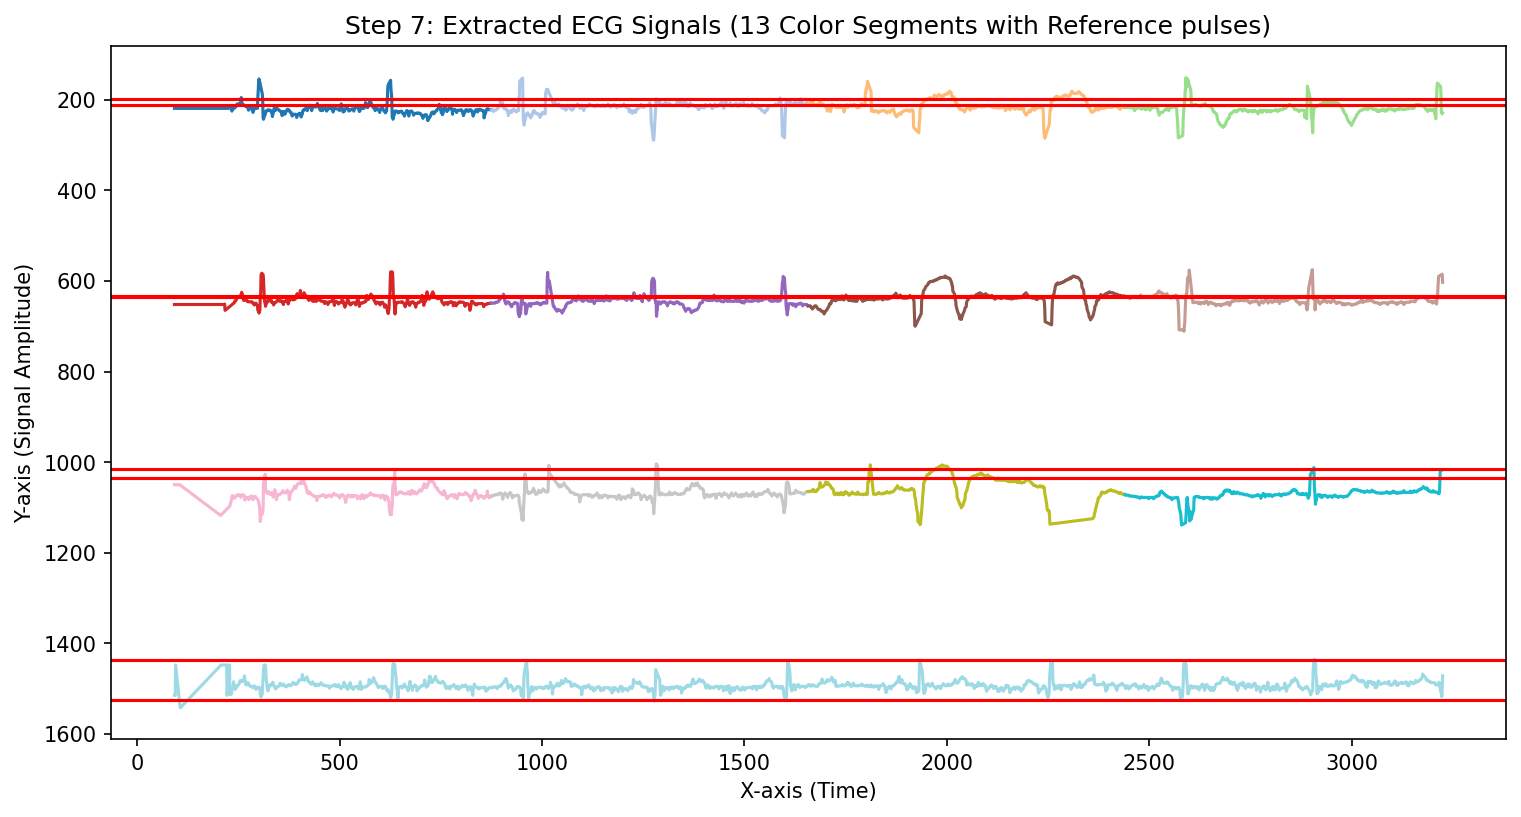 Step 7: Extracted ECG Signals (13 Color Segments with Reference pulses)
Y-axis (Signal Amplitude)
200
400
600
800
1000
1200
1400
1600
0 500 1000 1500 2000 2500 3000
X-axis (Time)